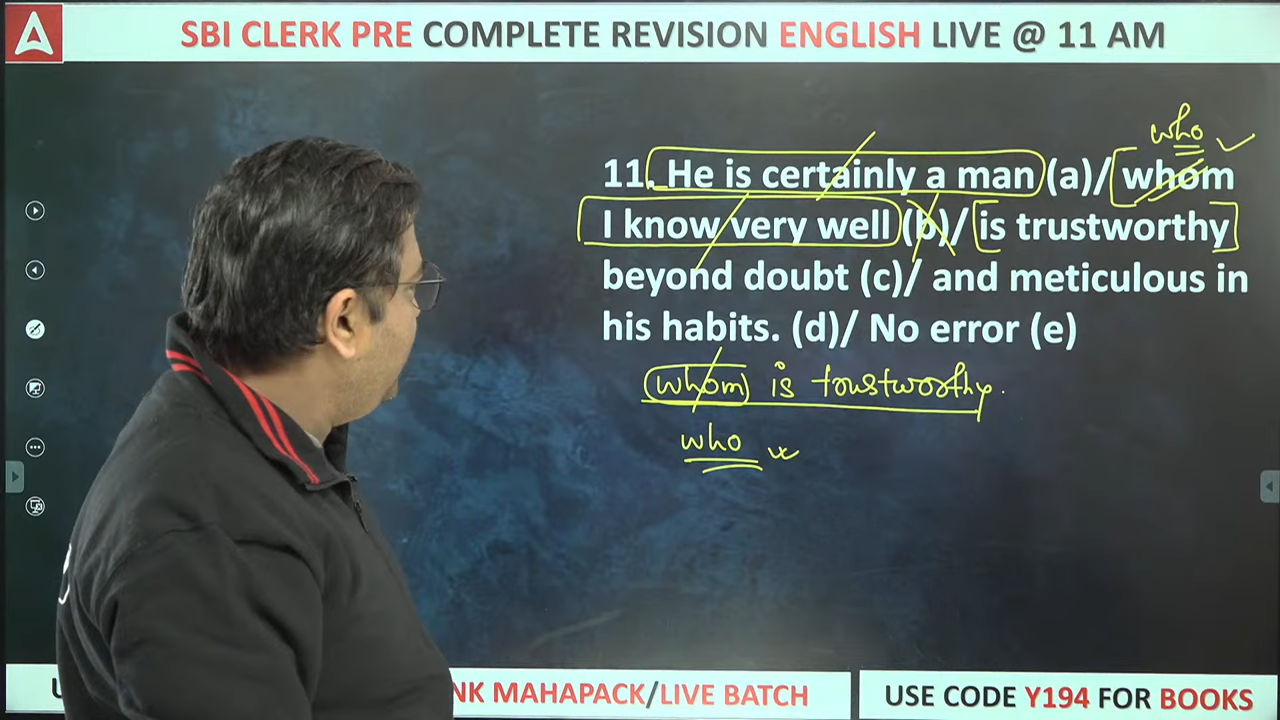 SBI CLERK PRE COMPLETE REVISION ENGLISH LIVE @ 11 AM
who
11. He is certainly a man (a)/ whom
I know very well (b)/ is trustworthy
beyond doubt (c)/ and meticulous in
his habits. (d)/ No error (e)
whom is trustworthy.
who
MAHAPACK/LIVE BATCH
USE CODE Y194 FOR BOOKS